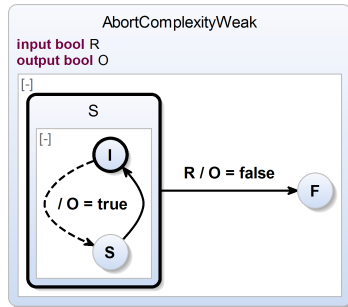 AbortComplexityWeak
input bool R
output bool O
[-]
S
[-]
I
/ O = true
S
R / O = false
F